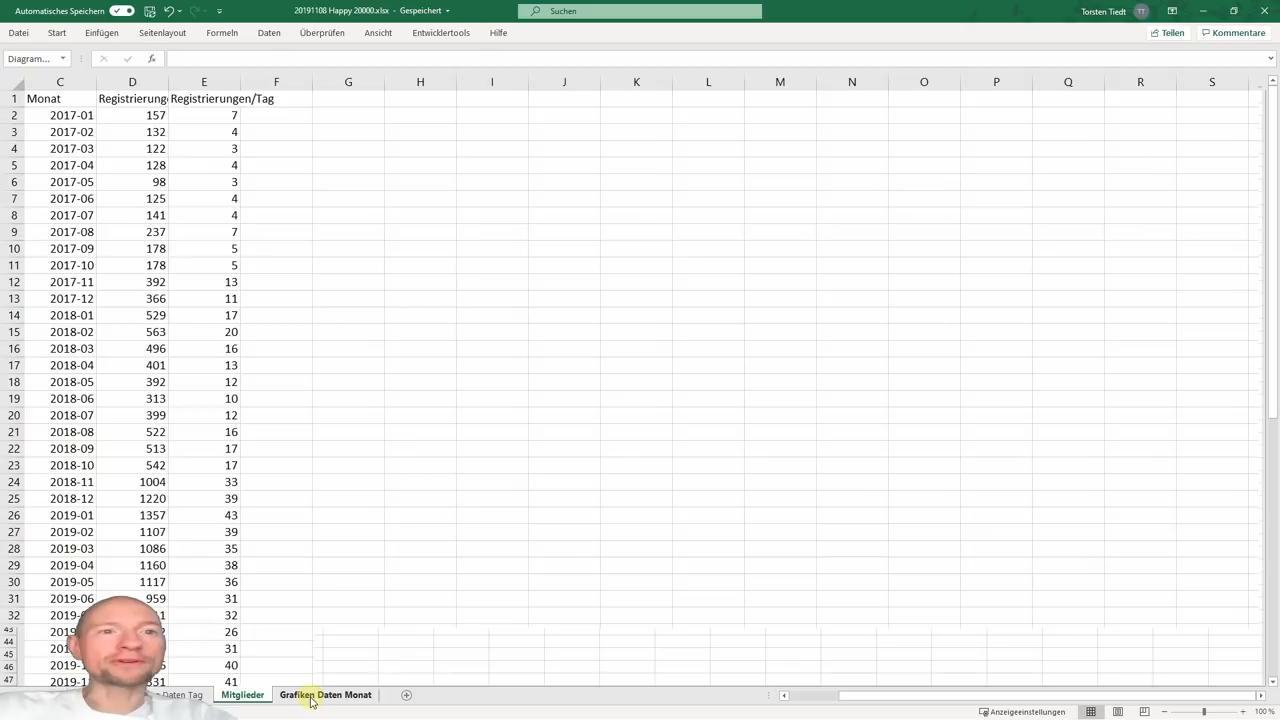 Automatisches Speichern
20191108 Happy 20000.xlsx - Gespeichert
Suchen
Torsten Tiedt
TT
Datei Start Einfügen Seitenlayout Formeln Daten Überprüfen Ansicht Entwicklertools Hilfe
Teilen Kommentare
Diagram... fx
C D E F G H I J K L M N O P Q R S
1 Monat Registrierung Registrierungen/Tag
2 2017-01 157 7
3 2017-02 132 4
4 2017-03 122 3
5 2017-04 128 4
6 2017-05 98 3
7 2017-06 125 4
8 2017-07 141 4
9 2017-08 237 7
10 2017-09 178 5
11 2017-10 178 5
12 2017-11 392 13
13 2017-12 366 11
14 2018-01 529 17
15 2018-02 563 20
16 2018-03 496 16
17 2018-04 401 13
18 2018-05 392 12
19 2018-06 313 10
20 2018-07 399 12
21 2018-08 522 16
22 2018-09 513 17
23 2018-10 542 17
24 2018-11 1004 33
25 2018-12 1220 39
26 2019-01 1357 43
27 2019-02 1107 39
28 2019-03 1086 35
29 2019-04 1160 38
30 2019-05 1117 36
31 2019-06 959 31
32 32
43
44 26
45 31
46 40
47 41
Daten Tag Mitglieder Grafiken Daten Monat
Anzeigeeinstellungen 100 %